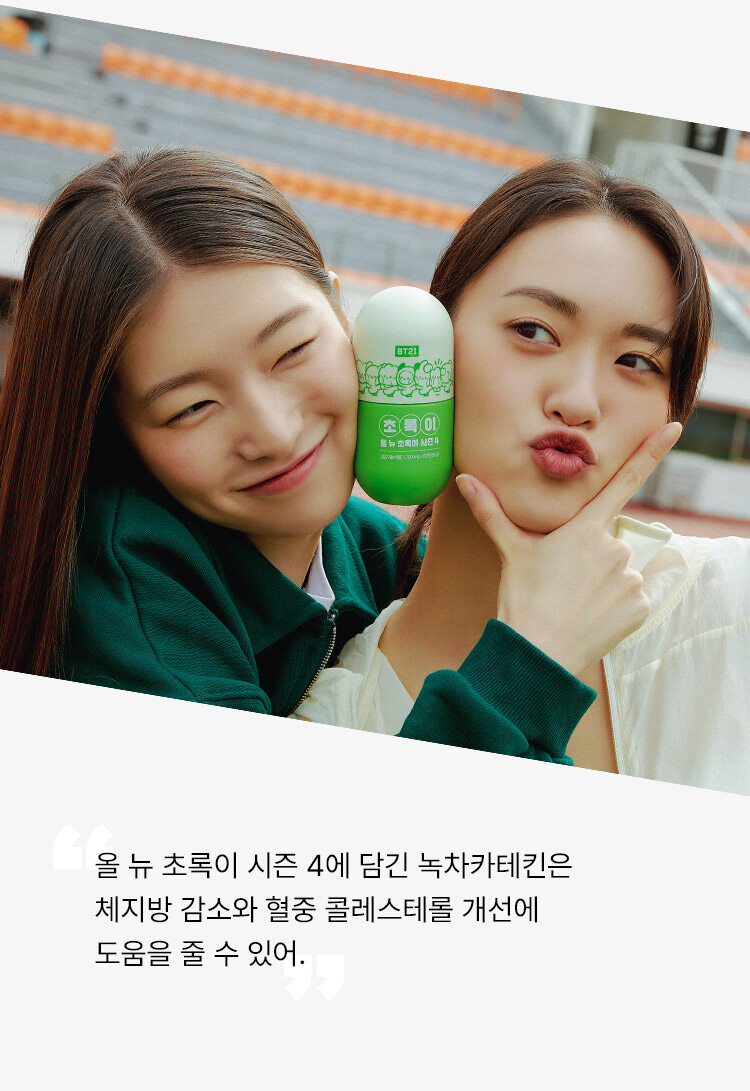 BT21
초록이
올 뉴 초록이 시즌 4
올 뉴 초록이 시즌 4에 담긴 녹차카테킨은
체지방 감소와 혈중 콜레스테롤 개선에
도움을 줄 수 있어.